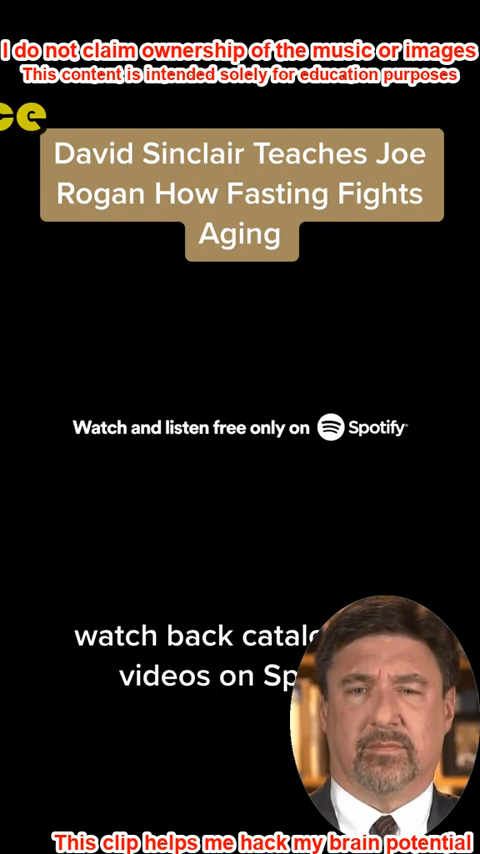 I do not claim ownership of the music or images
This content is intended solely for education purposes
ce
David Sinclair Teaches Joe
Rogan How Fasting Fights
Aging
Watch and listen free only on Spotify
watch back catal
videos on Sp
This clip helps me hack my brain potential